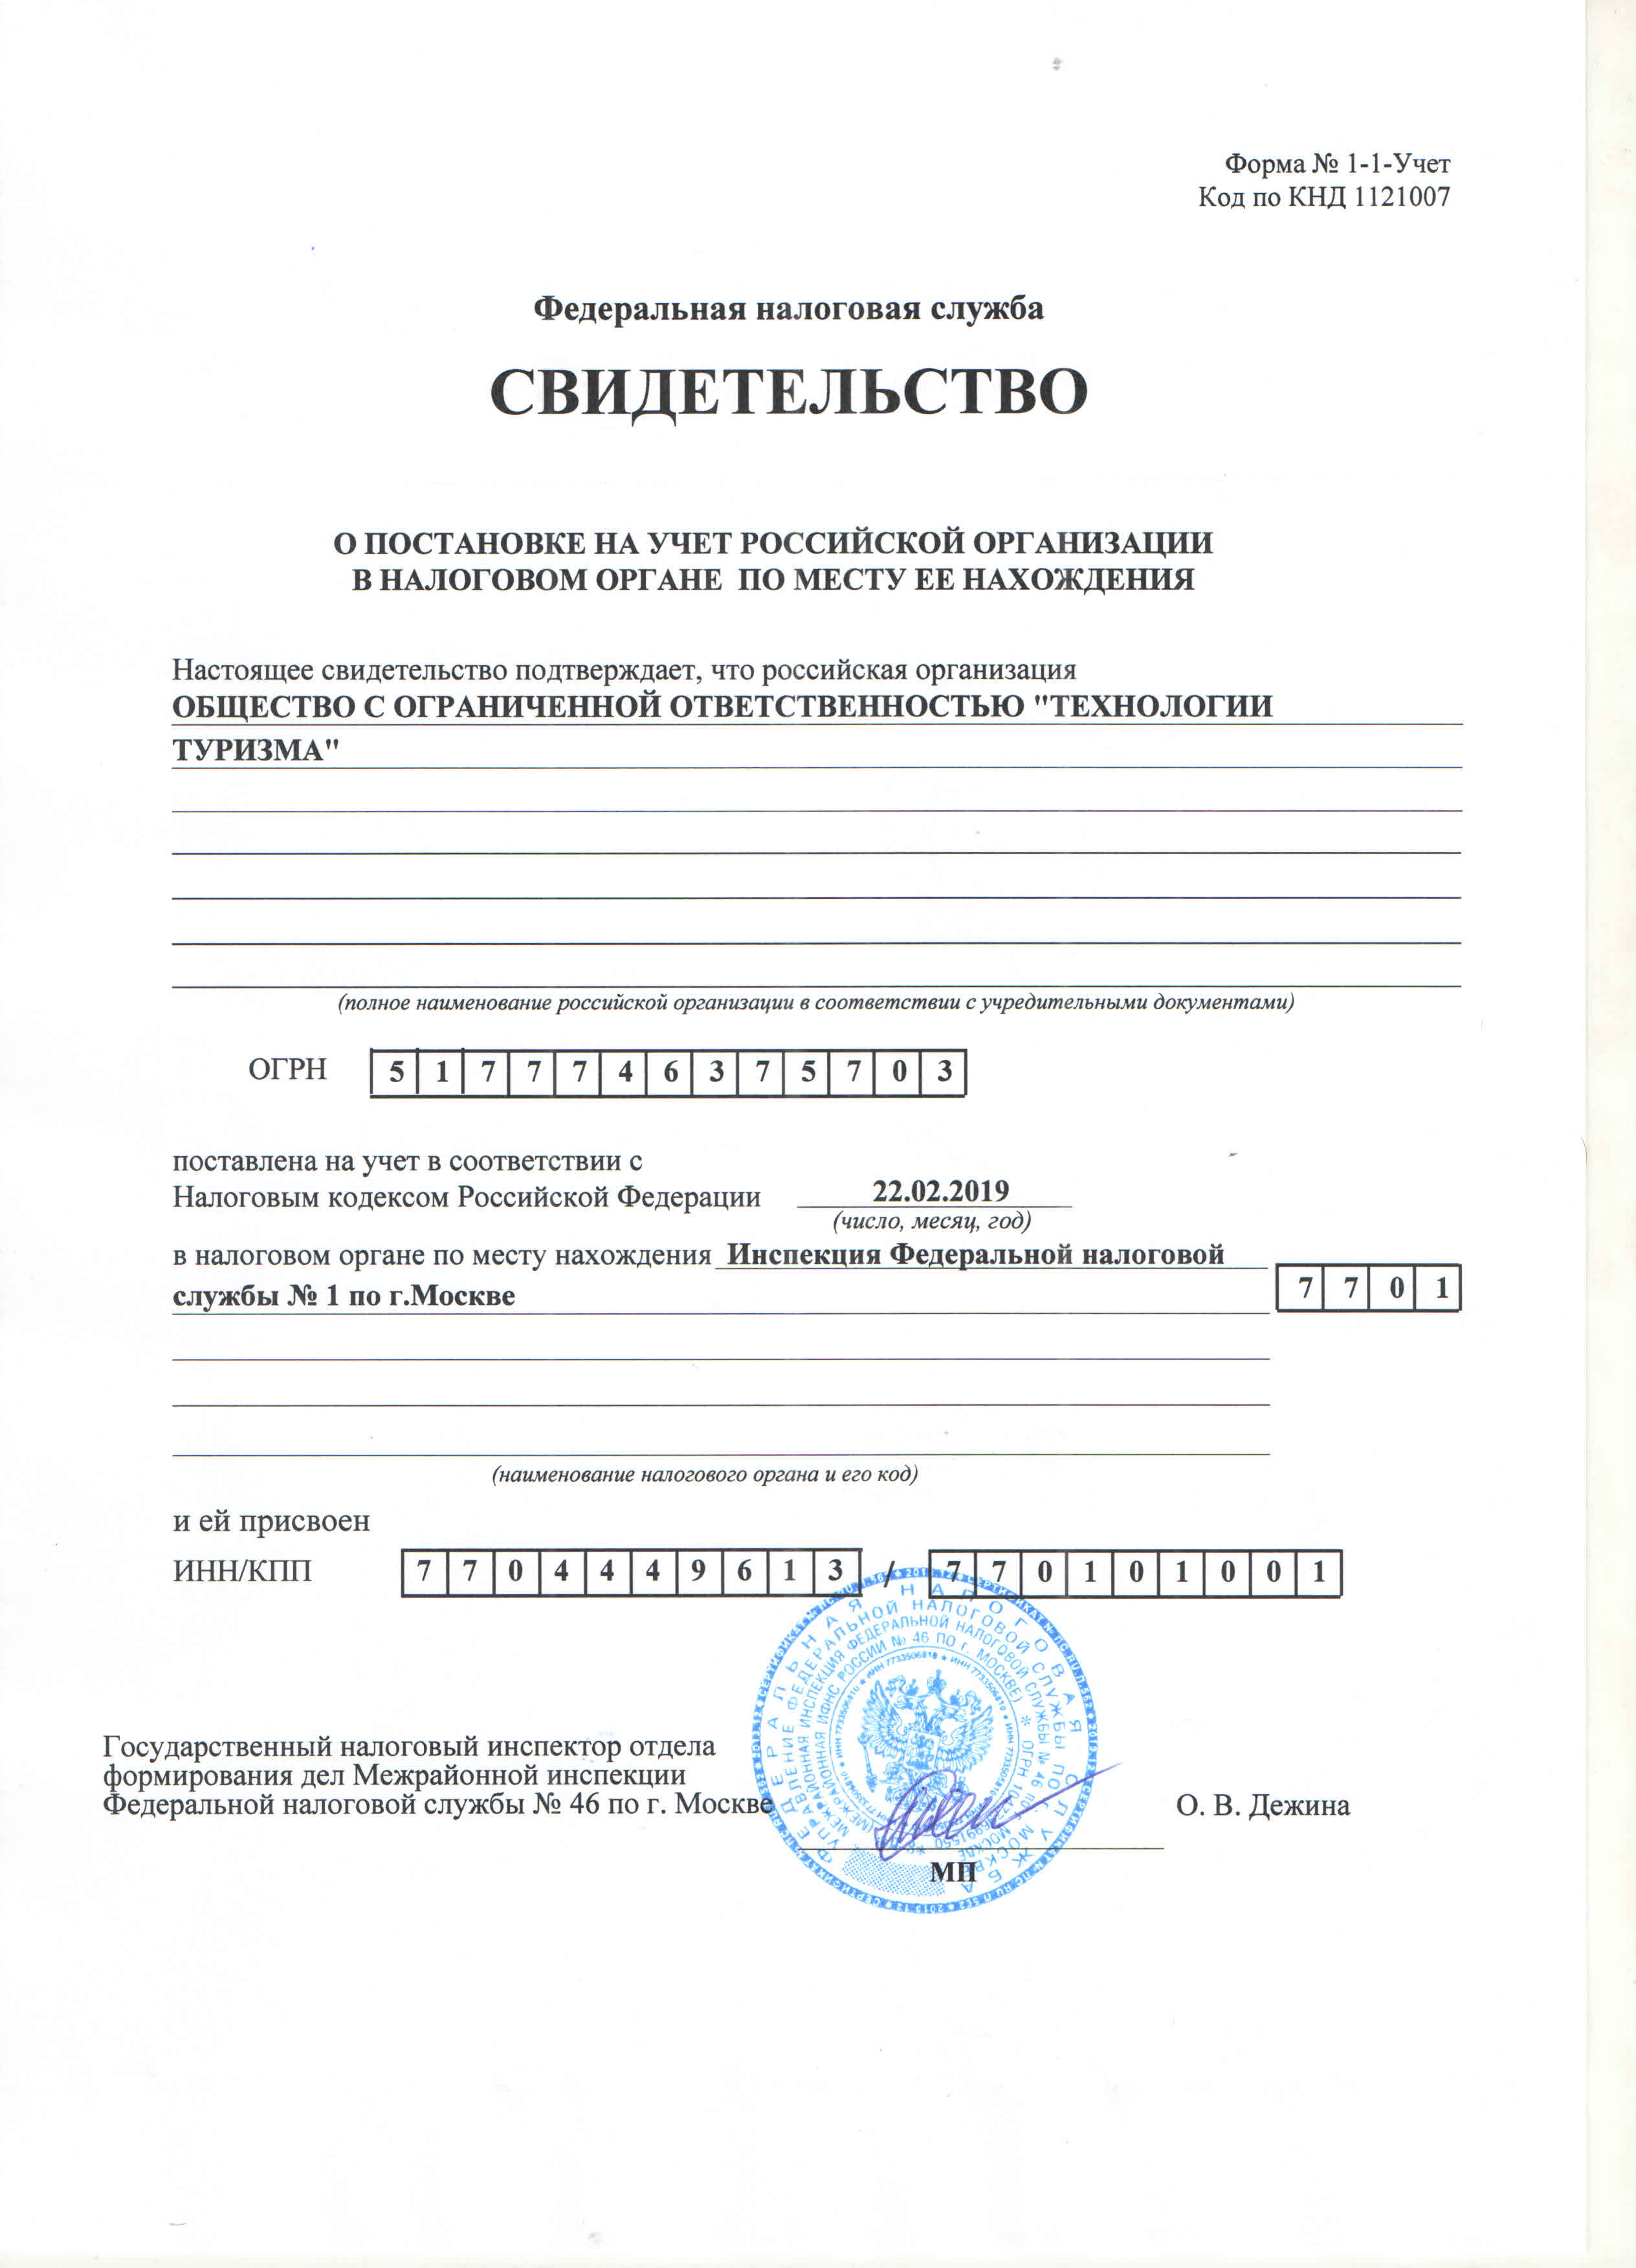 Форма № 1-1-Учет
Код по КНД 1121007
Федеральная налоговая служба
СВИДЕТЕЛЬСТВО
О ПОСТАНОВКЕ НА УЧЕТ РОССИЙСКОЙ ОРГАНИЗАЦИИ
В НАЛОГОВОМ ОРГАНЕ ПО МЕСТУ ЕЕ НАХОЖДЕНИЯ
Настоящее свидетельство подтверждает, что российская организация
ОБЩЕСТВО С ОГРАНИЧЕННОЙ ОТВЕТСТВЕННОСТЬЮ "ТЕХНОЛОГИИ
ТУРИЗМА"
(полное наименование российской организации в соответствии с учредительными документами)
ОГРН 5 1 7 7 7 4 6 3 7 5 7 0 3
поставлена на учет в соответствии с
Налоговым кодексом Российской Федерации 22.02.2019
(число, месяц, год)
в налоговом органе по месту нахождения Инспекция Федеральной налоговой
службы № 1 по г.Москве 7 7 0 1
(наименование налогового органа и его код)
и ей присвоен
ИНН/КПП 7 7 0 4 4 4 9 6 1 3 / 7 7 0 1 0 1 0 0 1
ФЕДЕРАЛЬНАЯ НАЛОГОВАЯ СЛУЖБА
УПРАВЛЕНИЕ ФЕДЕРАЛЬНОЙ НАЛОГОВОЙ СЛУЖБЫ ПО Г. МОСКВЕ
МЕЖРАЙОННАЯ ИНСПЕКЦИЯ ФЕДЕРАЛЬНОЙ НАЛОГОВОЙ СЛУЖБЫ № 46 ПО Г. МОСКВЕ
(МЕЖРАЙОННАЯ ИФНС РОССИИ № 46 ПО г. МОСКВЕ) * ОГРН
Государственный налоговый инспектор отдела
формирования дел Межрайонной инспекции
Федеральной налоговой службы № 46 по г. Москве О. В. Дежина
МП